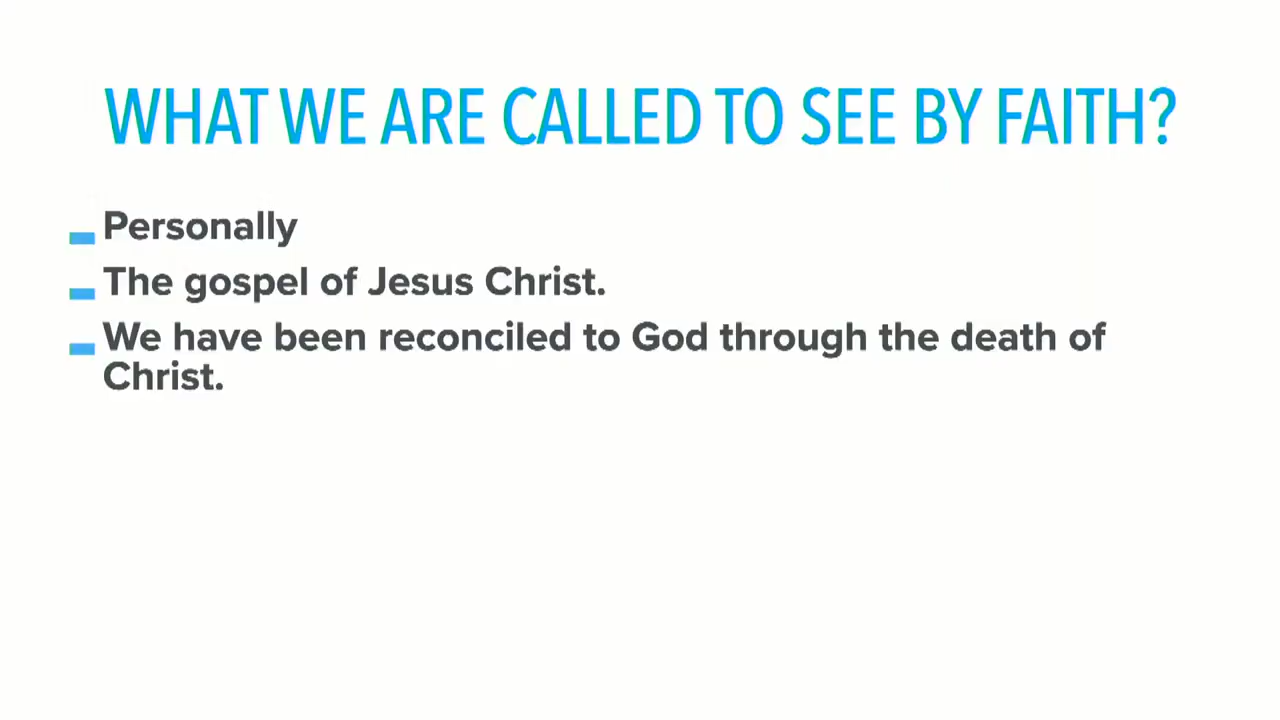 WHAT WE ARE CALLED TO SEE BY FAITH?
Personally
The gospel of Jesus Christ.
We have been reconciled to God through the death of
Christ.